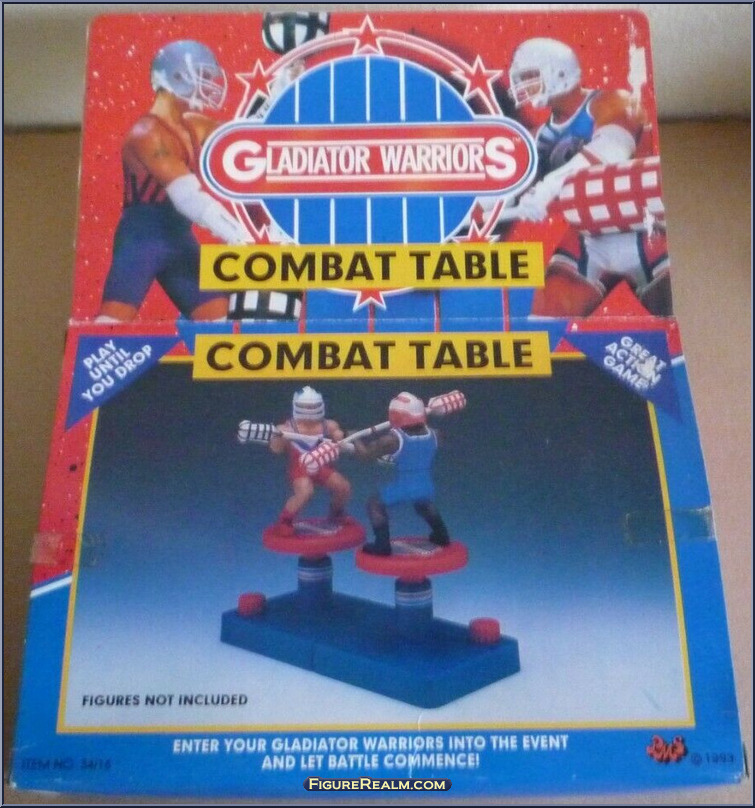 GLADIATOR WARRIORS
COMBAT TABLE
PLAY
UNTIL
YOU DROP
COMBAT TABLE
GREAT
ACTION
GAME!
FIGURES NOT INCLUDED
ENTER YOUR GLADIATOR WARRIORS INTO THE EVENT
AND LET BATTLE COMMENCE!
ITEM NO.
© 1993
FIGUREREALM.COM